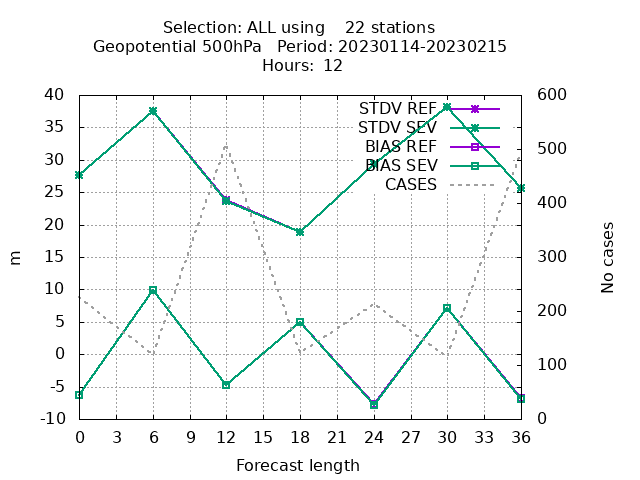 Selection: ALL using    22 stations
Geopotential 500hPa   Period: 20230114-20230215
Hours: 12
STDV REF
STDV SEV
BIAS REF
BIAS SEV
CASES
40
35
30
25
20
15
10
5
0
-5
-10
m
600
500
400
300
200
100
0
No cases
0 3 6 9 12 15 18 21 24 27 30 33 36
Forecast length